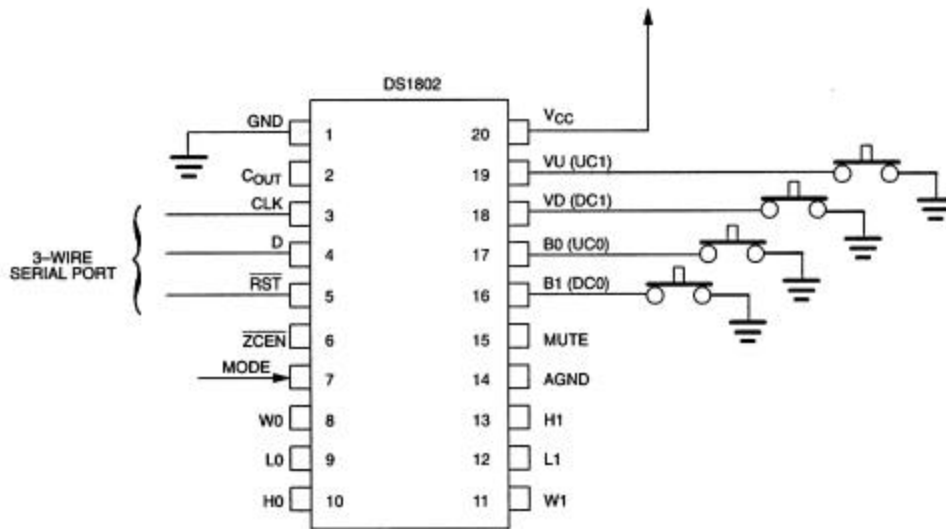 DS1802
GND 1
COUT 2
CLK 3
D 4
RST 5
ZCEN 6
MODE 7
W0 8
L0 9
H0 10
3-WIRE
SERIAL PORT
20 VCC
19 VU (UC1)
18 VD (DC1)
17 B0 (UC0)
16 B1 (DC0)
15 MUTE
14 AGND
13 H1
12 L1
11 W1